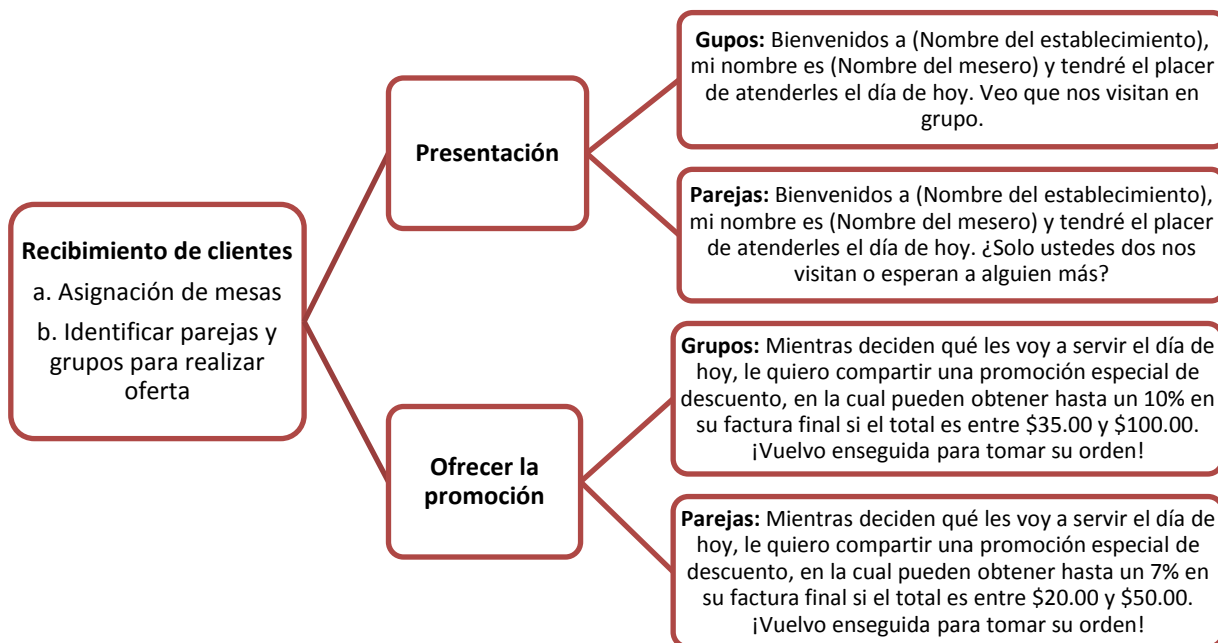 Recibimiento de clientes
a. Asignación de mesas
b. Identificar parejas y
grupos para realizar
oferta
Presentación
Gupos: Bienvenidos a (Nombre del establecimiento),
mi nombre es (Nombre del mesero) y tendré el placer
de atenderles el día de hoy. Veo que nos visitan en
grupo.
Parejas: Bienvenidos a (Nombre del establecimiento),
mi nombre es (Nombre del mesero) y tendré el placer
de atenderles el día de hoy. ¿Solo ustedes dos nos
visitan o esperan a alguien más?
Ofrecer la
promoción
Grupos: Mientras deciden qué les voy a servir el día de
hoy, le quiero compartir una promoción especial de
descuento, en la cual pueden obtener hasta un 10% en
su factura final si el total es entre $35.00 y $100.00.
¡Vuelvo enseguida para tomar su orden!
Parejas: Mientras deciden qué les voy a servir el día de
hoy, le quiero compartir una promoción especial de
descuento, en la cual pueden obtener hasta un 7% en
su factura final si el total es entre $20.00 y $50.00.
¡Vuelvo enseguida para tomar su orden!